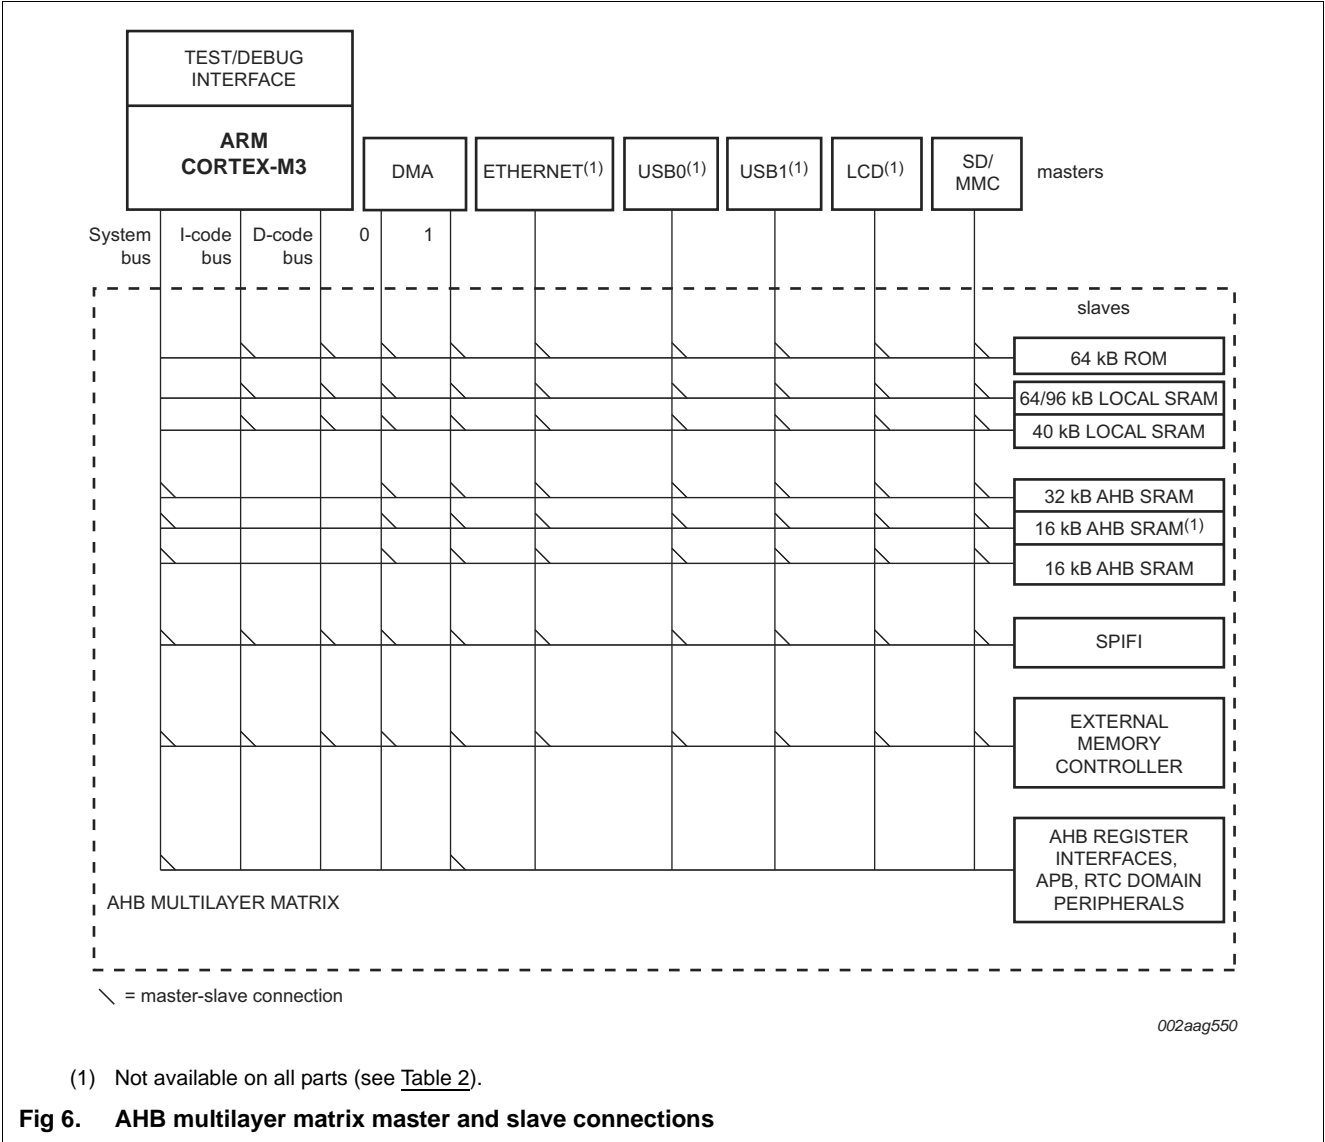 TEST/DEBUG
INTERFACE
ARM
CORTEX-M3
DMA
ETHERNET(1)
USB0(1)
USB1(1)
LCD(1)
SD/
MMC
masters
System
bus
I-code
bus
D-code
bus
0
1
slaves
64 kB ROM
64/96 kB LOCAL SRAM
40 kB LOCAL SRAM
32 kB AHB SRAM
16 kB AHB SRAM(1)
16 kB AHB SRAM
SPIFI
EXTERNAL
MEMORY
CONTROLLER
AHB REGISTER
INTERFACES,
APB, RTC DOMAIN
PERIPHERALS
AHB MULTILAYER MATRIX
= master-slave connection
002aag550
(1) Not available on all parts (see Table 2).
Fig 6. AHB multilayer matrix master and slave connections